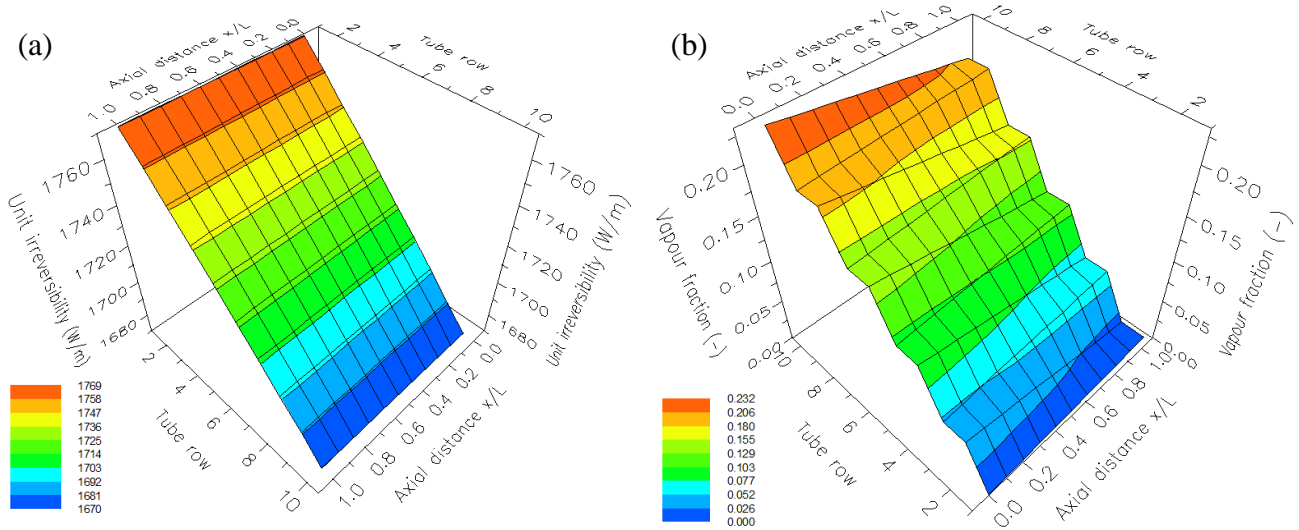 (a)
Axial distance x/L
1.0 0.8 0.6 0.4 0.2 0.0
Tube row
2 4 6 8 10
Unit irreversibility (W/m)
1760
1740
1720
1700
1680
Unit irreversibility (W/m)
1760
1740
1720
1700
1680
Tube row
2 4 6 8 10
Axial distance x/L
1.0 0.8 0.6 0.4 0.2 0.0
1769
1758
1747
1736
1725
1714
1703
1692
1681
1670
(b)
Axial distance x/L
0.0 0.2 0.4 0.6 0.8 1.0
Tube row
10 8 6 4 2
Vapour fraction (-)
0.20
0.15
0.10
0.05
0.00
Vapour fraction (-)
0.20
0.15
0.10
0.05
0.00
Tube row
10 8 6 4 2
Axial distance x/L
0.0 0.2 0.4 0.6 0.8 1.0
0.232
0.206
0.180
0.155
0.129
0.103
0.077
0.052
0.026
0.000